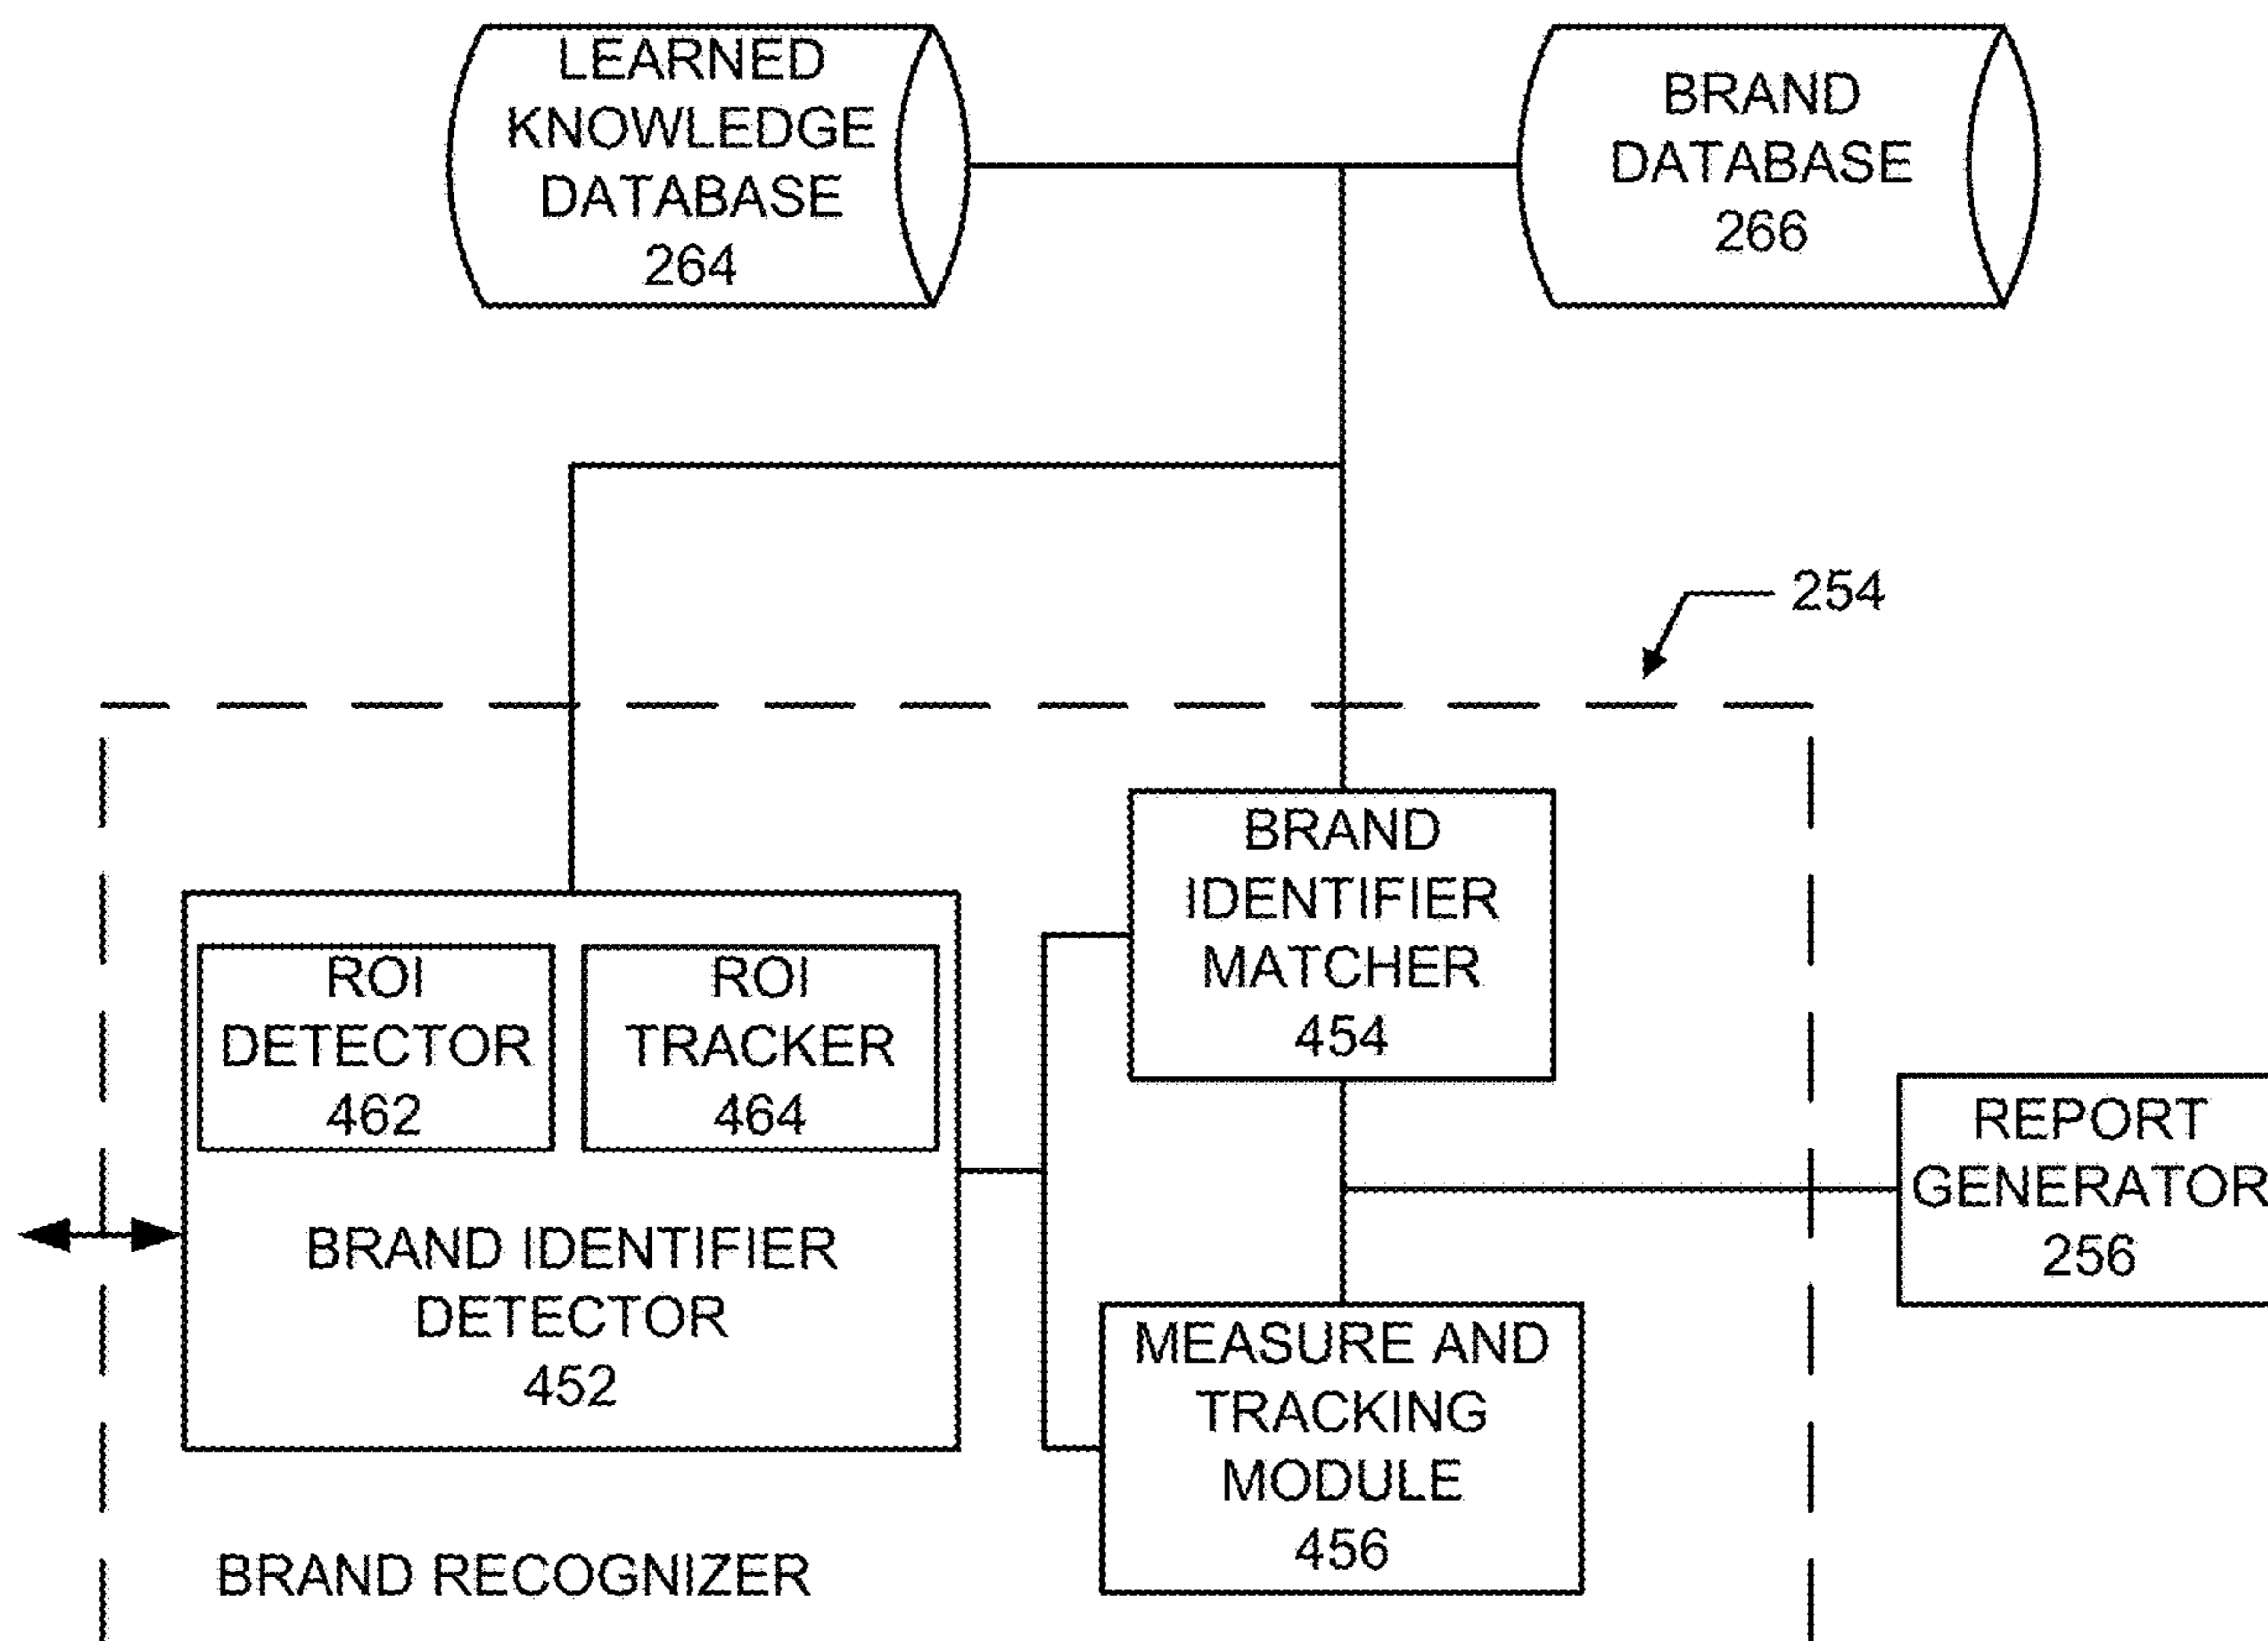 LEARNED
KNOWLEDGE
DATABASE
264
BRAND
DATABASE
266
254
BRAND
IDENTIFIER
MATCHER
454
ROI
DETECTOR
462
ROI
TRACKER
464
BRAND IDENTIFIER
DETECTOR
452
REPORT
GENERATOR
256
MEASURE AND
TRACKING
MODULE
456
BRAND RECOGNIZER